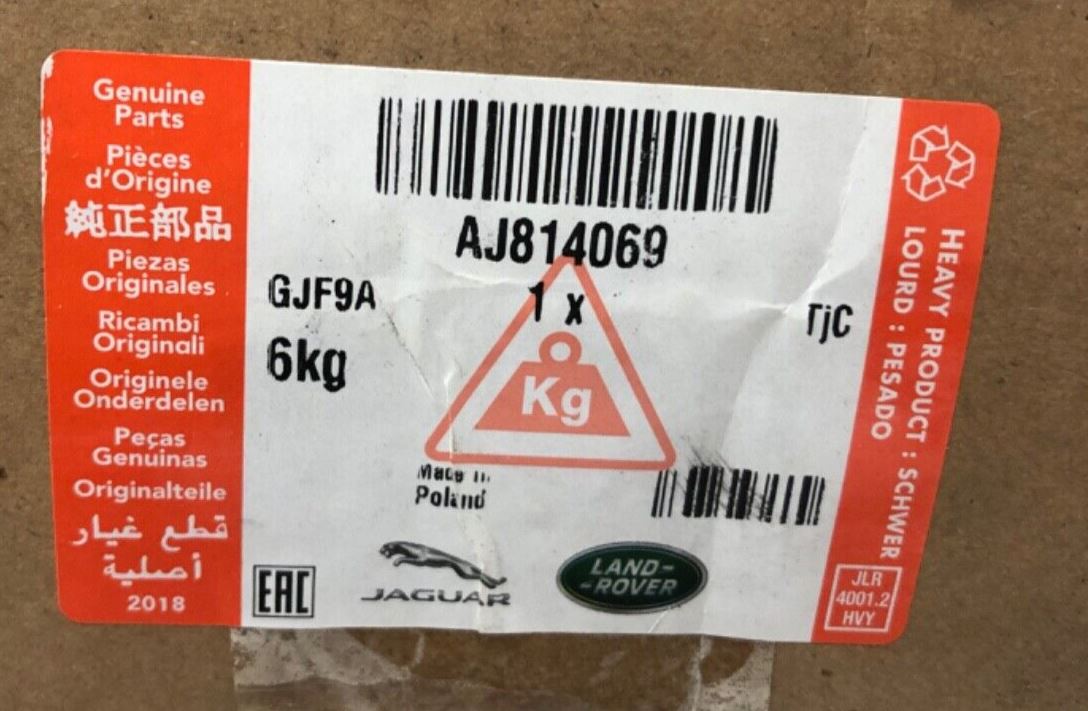 Genuine
Parts
Pièces
d'Origine
純正部品
Piezas
Originales
Ricambi
Originali
Originele
Onderdelen
Peças
Genuinas
Originalteile
قطع غيار
أصلية
2018
AJ814069
GJF9A
1 x
TjC
6kg
Kg
Made In
Poland
EAC
JAGUAR
LAND-
-ROVER
HEAVY PRODUCT : SCHWER
LOURD : PESADO
JLR
4001.2
HVY